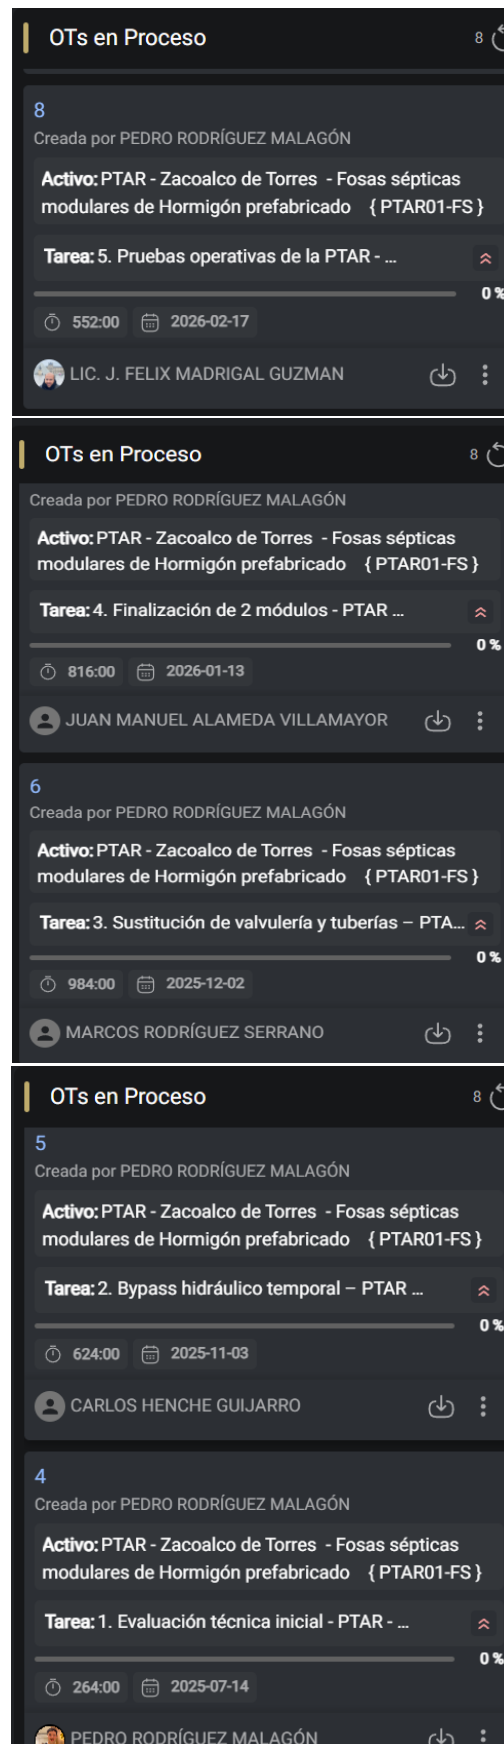 OTs en Proceso 8
8
Creada por PEDRO RODRÍGUEZ MALAGÓN
Activo: PTAR - Zacoalco de Torres - Fosas sépticas
modulares de Hormigón prefabricado { PTAR01-FS }
Tarea: 5. Pruebas operativas de la PTAR - ...
0 %
552:00 2026-02-17
LIC. J. FELIX MADRIGAL GUZMAN
OTs en Proceso 8
Creada por PEDRO RODRÍGUEZ MALAGÓN
Activo: PTAR - Zacoalco de Torres - Fosas sépticas
modulares de Hormigón prefabricado { PTAR01-FS }
Tarea: 4. Finalización de 2 módulos - PTAR ...
0 %
816:00 2026-01-13
JUAN MANUEL ALAMEDA VILLAMAYOR
6
Creada por PEDRO RODRÍGUEZ MALAGÓN
Activo: PTAR - Zacoalco de Torres - Fosas sépticas
modulares de Hormigón prefabricado { PTAR01-FS }
Tarea: 3. Sustitución de valvulería y tuberías – PTA...
0 %
984:00 2025-12-02
MARCOS RODRÍGUEZ SERRANO
OTs en Proceso 8
5
Creada por PEDRO RODRÍGUEZ MALAGÓN
Activo: PTAR - Zacoalco de Torres - Fosas sépticas
modulares de Hormigón prefabricado { PTAR01-FS }
Tarea: 2. Bypass hidráulico temporal – PTAR ...
0 %
624:00 2025-11-03
CARLOS HENCHE GUIJARRO
4
Creada por PEDRO RODRÍGUEZ MALAGÓN
Activo: PTAR - Zacoalco de Torres - Fosas sépticas
modulares de Hormigón prefabricado { PTAR01-FS }
Tarea: 1. Evaluación técnica inicial - PTAR - ...
0 %
264:00 2025-07-14
PEDRO RODRÍGUEZ MALAGÓN